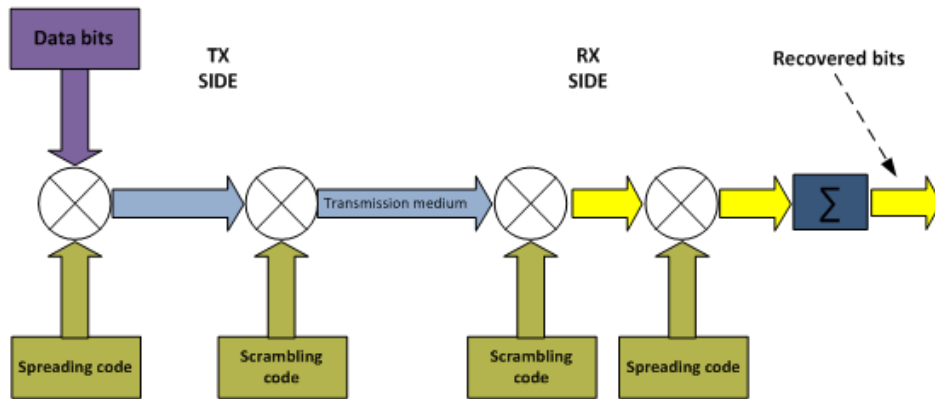 Data bits
TX
SIDE
RX
SIDE
Recovered bits
Transmission medium
Σ
Spreading code
Scrambling
code
Scrambling
code
Spreading code